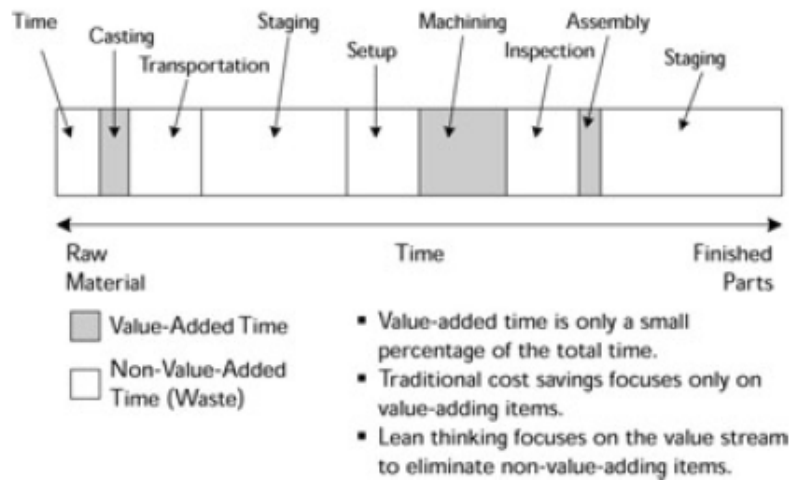 Time
Casting
Transportation
Staging
Setup
Machining
Inspection
Assembly
Staging
Raw
Material
Time
Finished
Parts
Value-Added Time
Non-Value-Added
Time (Waste)
▪ Value-added time is only a small
percentage of the total time.
▪ Traditional cost savings focuses only on
value-adding items.
▪ Lean thinking focuses on the value stream
to eliminate non-value-adding items.